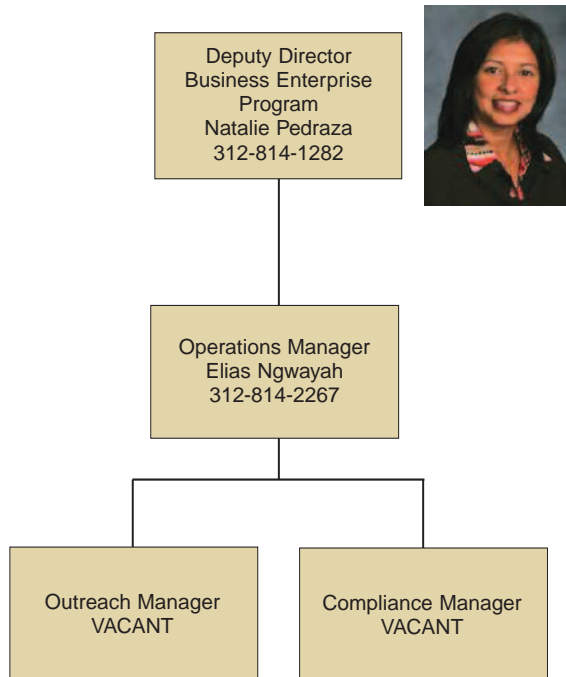 Deputy Director
Business Enterprise
Program
Natalie Pedraza
312-814-1282
Operations Manager
Elias Ngwayah
312-814-2267
Outreach Manager
VACANT
Compliance Manager
VACANT